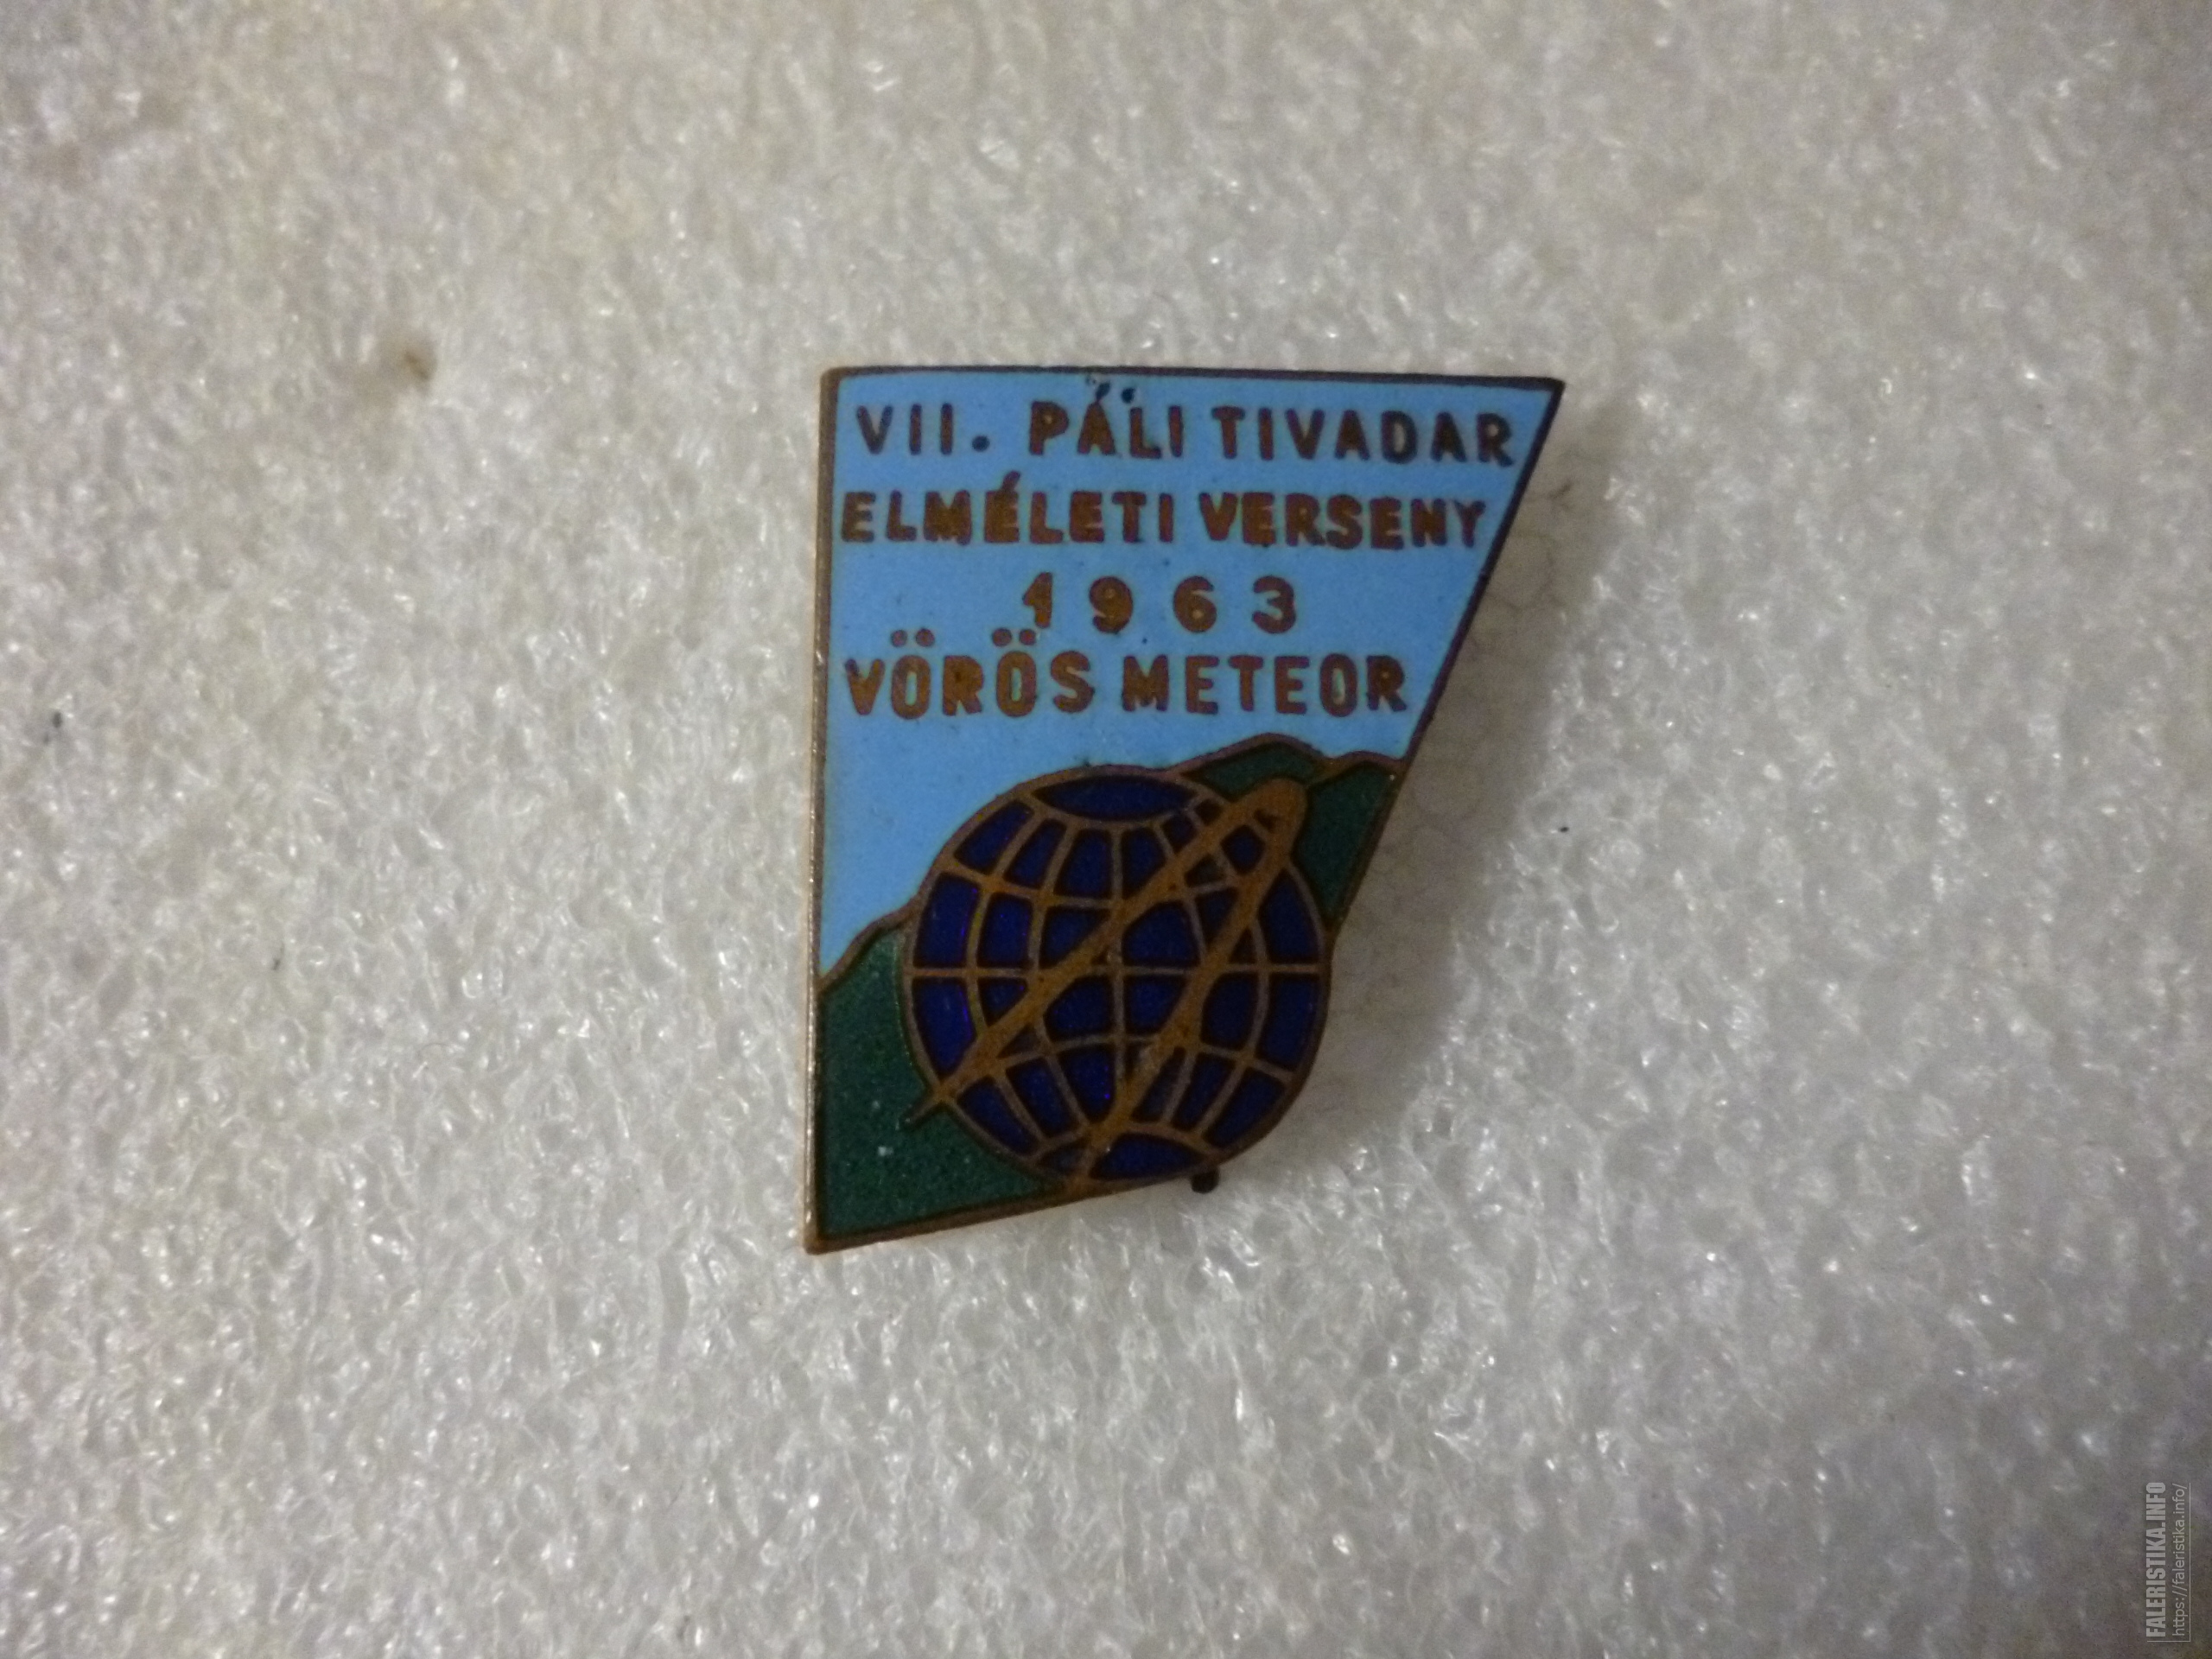 VII. PÁLI TIVADAR
ELMÉLETI VERSENY
1963
VÖRÖS METEOR
FALERISTIKA.INFO
https://faleristika.info/